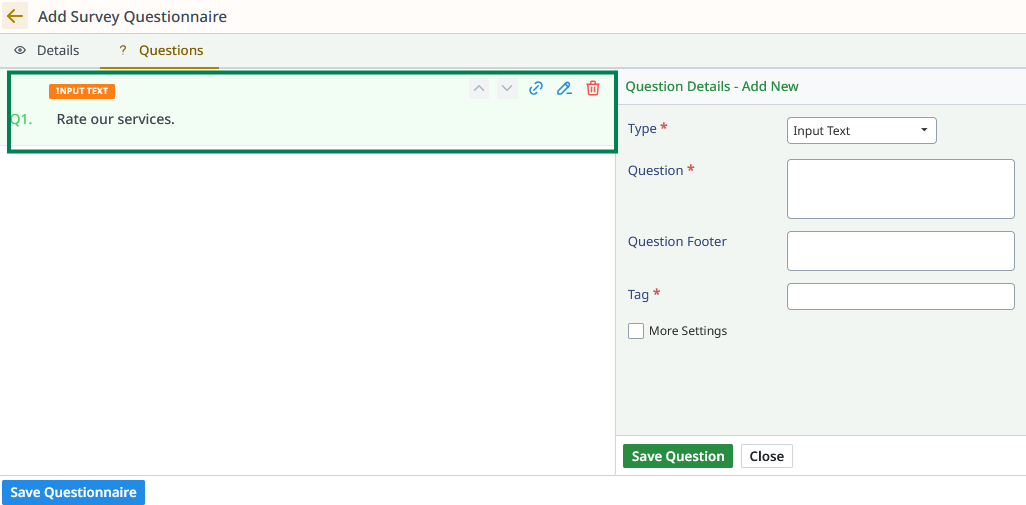 Add Survey Questionnaire
Details
? Questions
INPUT TEXT
Q1. Rate our services.
Question Details - Add New
Type *
Input Text
Question *
Question Footer
Tag *
More Settings
Save Question
Close
Save Questionnaire